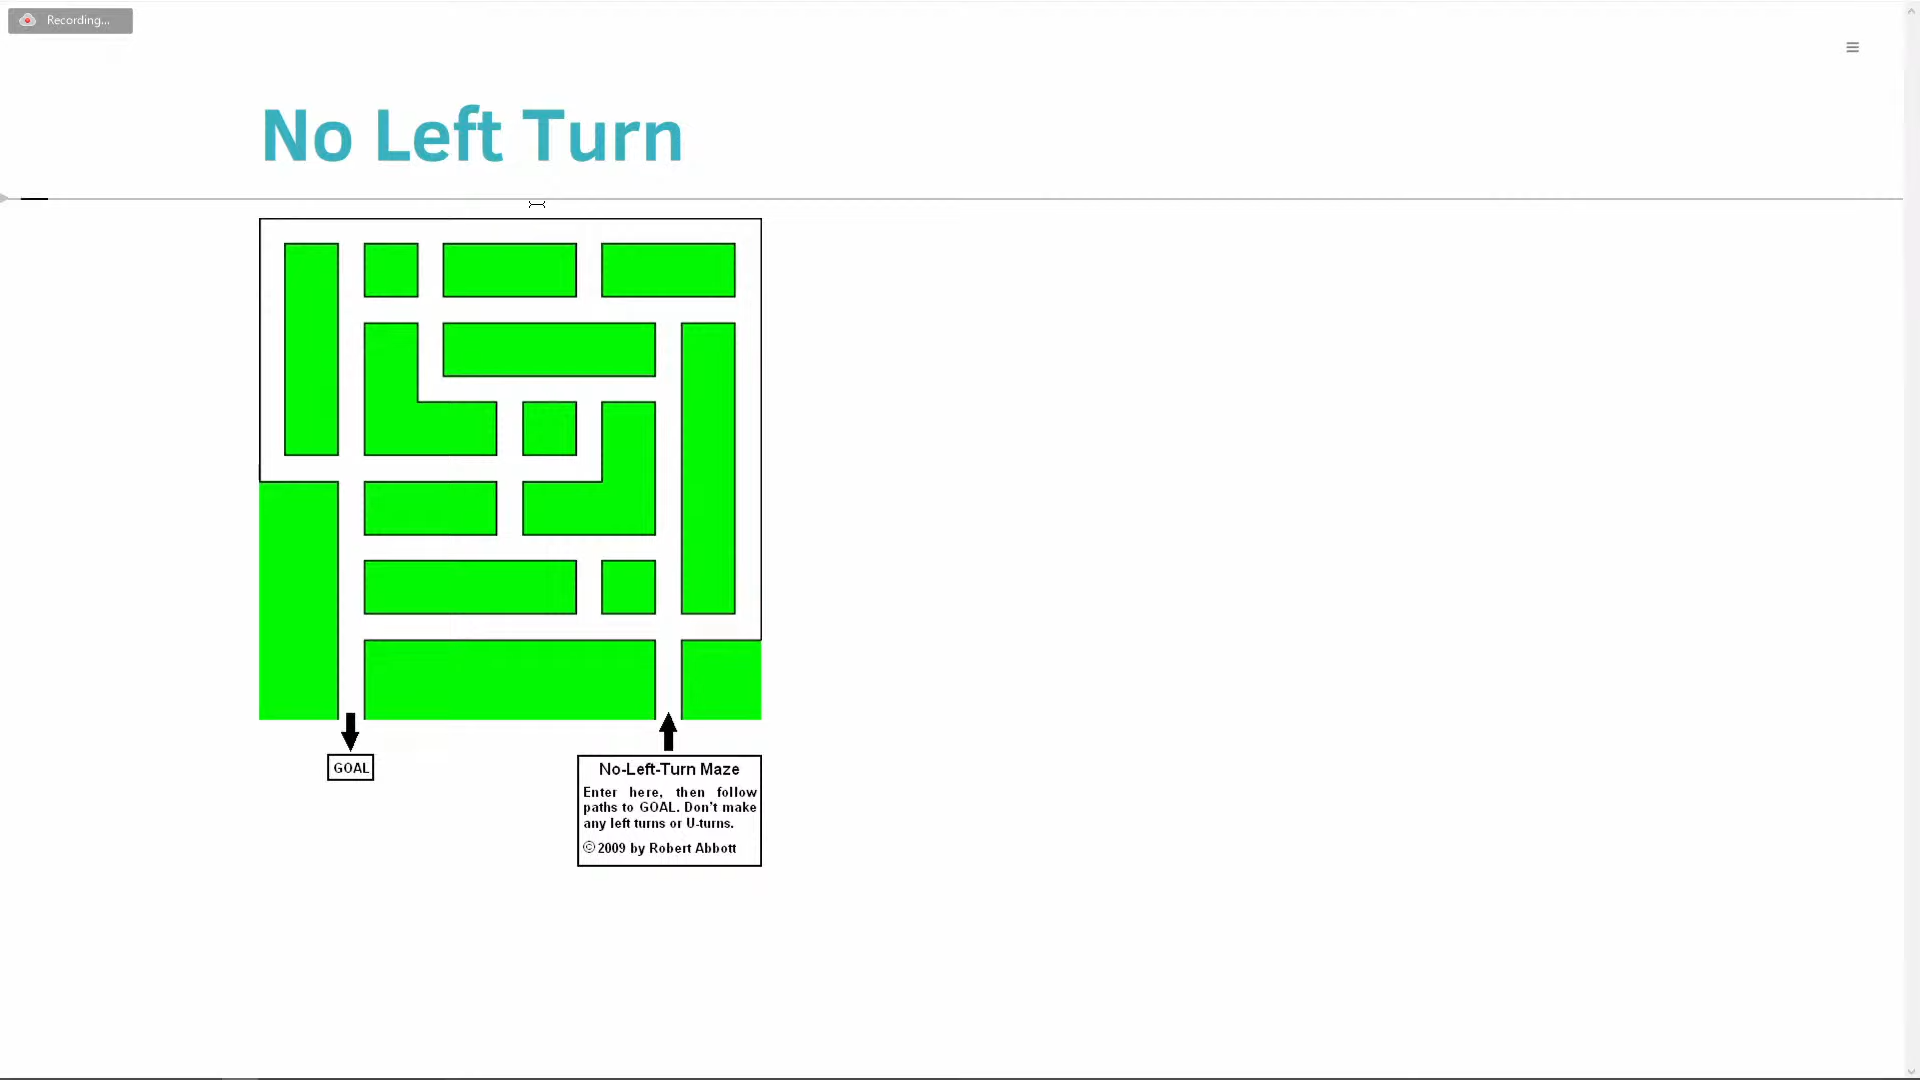 Recording...
No Left Turn
GOAL
No-Left-Turn Maze
Enter here, then follow
paths to GOAL. Don't make
any left turns or U-turns.
© 2009 by Robert Abbott